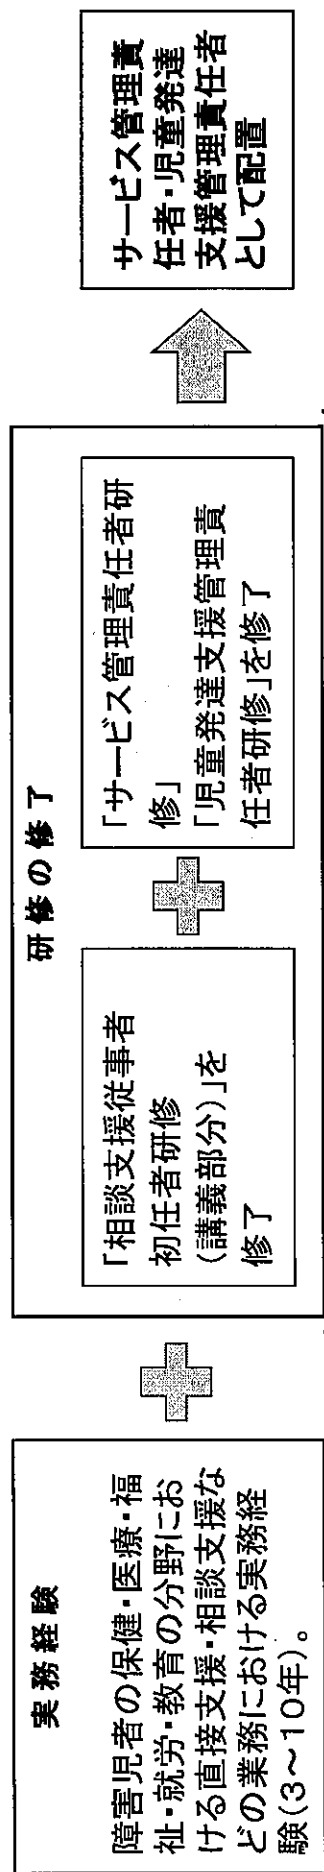 実務経験
障害児者の保健・医療・福
祉・就労・教育の分野にお
ける直接支援・相談支援な
どの業務における実務経
験(3～10年)。
研修の修了
「相談支援従事者
初任者研修
(講義部分)」を
修了
「サービス管理責任者研
修」
「児童発達支援管理責
任者研修」を修了
サービス管理責
任者・児童発達
支援管理責任者
として配置